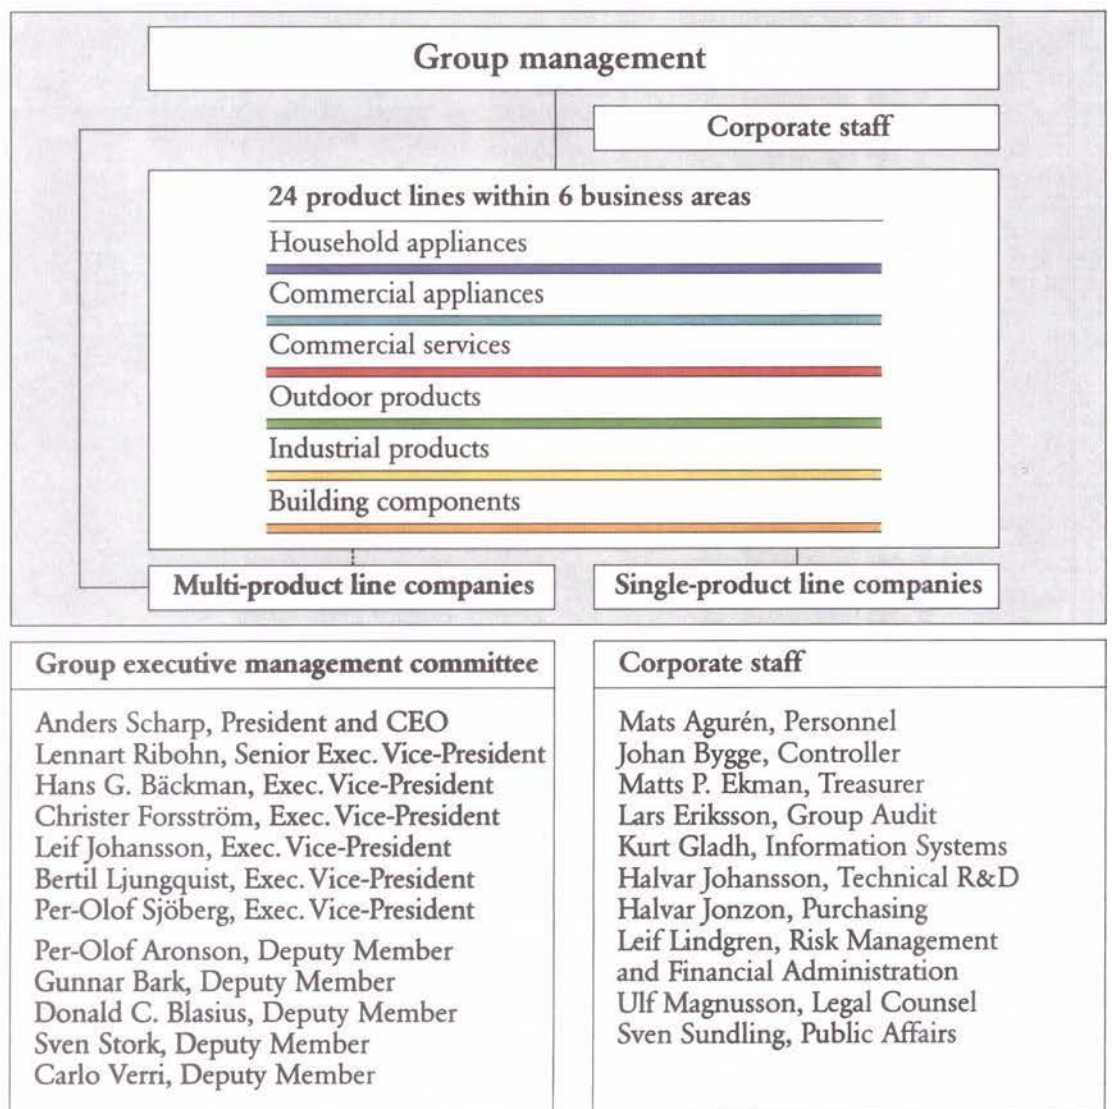 Group management
Corporate staff
24 product lines within 6 business areas
Household appliances
Commercial appliances
Commercial services
Outdoor products
Industrial products
Building components
Multi-product line companies
Single-product line companies
Group executive management committee
Anders Scharp, President and CEO
Lennart Ribohn, Senior Exec. Vice-President
Hans G. Bäckman, Exec. Vice-President
Christer Forsström, Exec. Vice-President
Leif Johansson, Exec. Vice-President
Bertil Ljungquist, Exec. Vice-President
Per-Olof Sjöberg, Exec. Vice-President
Per-Olof Aronson, Deputy Member
Gunnar Bark, Deputy Member
Donald C. Blasius, Deputy Member
Sven Stork, Deputy Member
Carlo Verri, Deputy Member
Corporate staff
Mats Agurén, Personnel
Johan Bygge, Controller
Matts P. Ekman, Treasurer
Lars Eriksson, Group Audit
Kurt Gladh, Information Systems
Halvar Johansson, Technical R&D
Halvar Jonzon, Purchasing
Leif Lindgren, Risk Management
and Financial Administration
Ulf Magnusson, Legal Counsel
Sven Sundling, Public Affairs